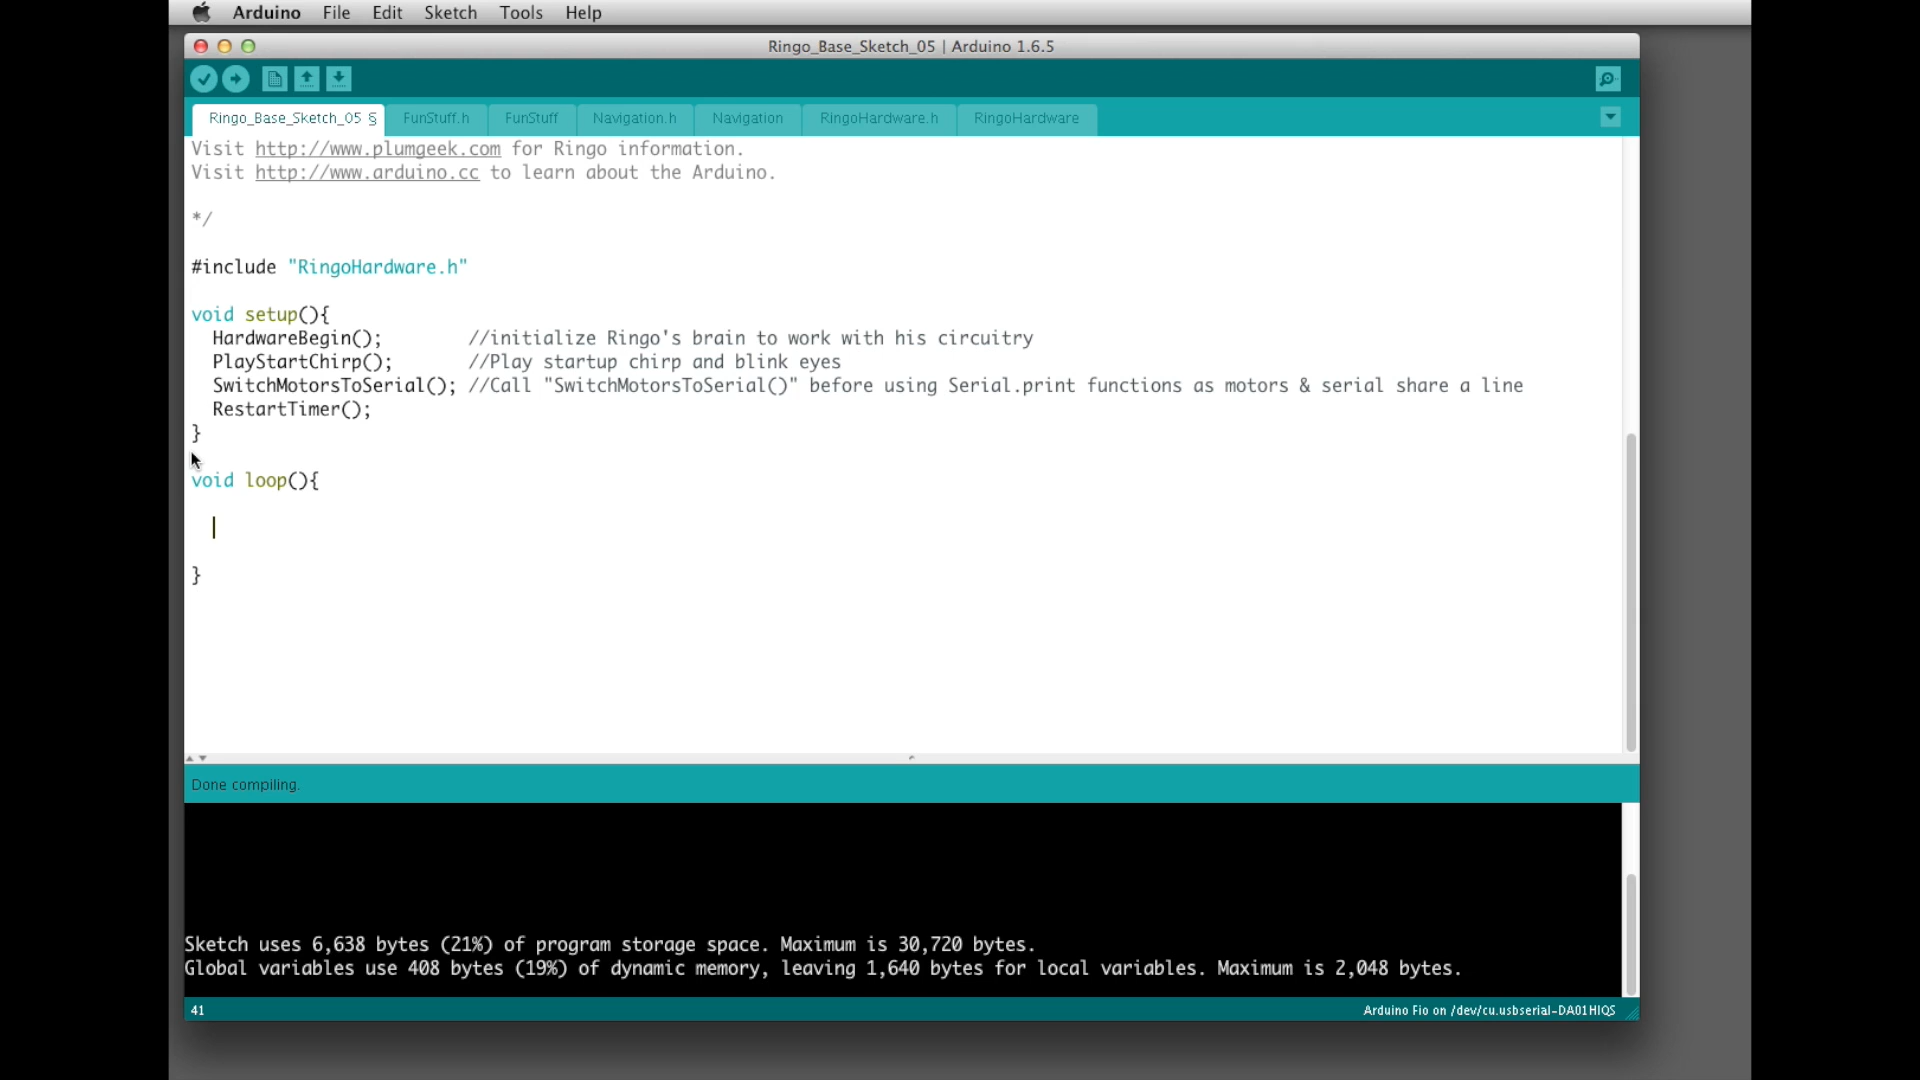 Arduino File Edit Sketch Tools Help
Ringo_Base_Sketch_05 | Arduino 1.6.5
Ringo_Base_Sketch_05 § FunStuff.h FunStuff Navigation.h Navigation RingoHardware.h RingoHardware
Visit http://www.plumgeek.com for Ringo information.
Visit http://www.arduino.cc to learn about the Arduino.
*/
#include "RingoHardware.h"
void setup(){
HardwareBegin();        //initialize Ringo's brain to work with his circuitry
PlayStartChirp();       //Play startup chirp and blink eyes
SwitchMotorsToSerial(); //Call "SwitchMotorsToSerial()" before using Serial.print functions as motors & serial share a line
RestartTimer();
}
void loop(){
}
Done compiling.
Sketch uses 6,638 bytes (21%) of program storage space. Maximum is 30,720 bytes.
Global variables use 408 bytes (19%) of dynamic memory, leaving 1,640 bytes for local variables. Maximum is 2,048 bytes.
41 Arduino Fio on /dev/cu.usbserial-DA01HIQS